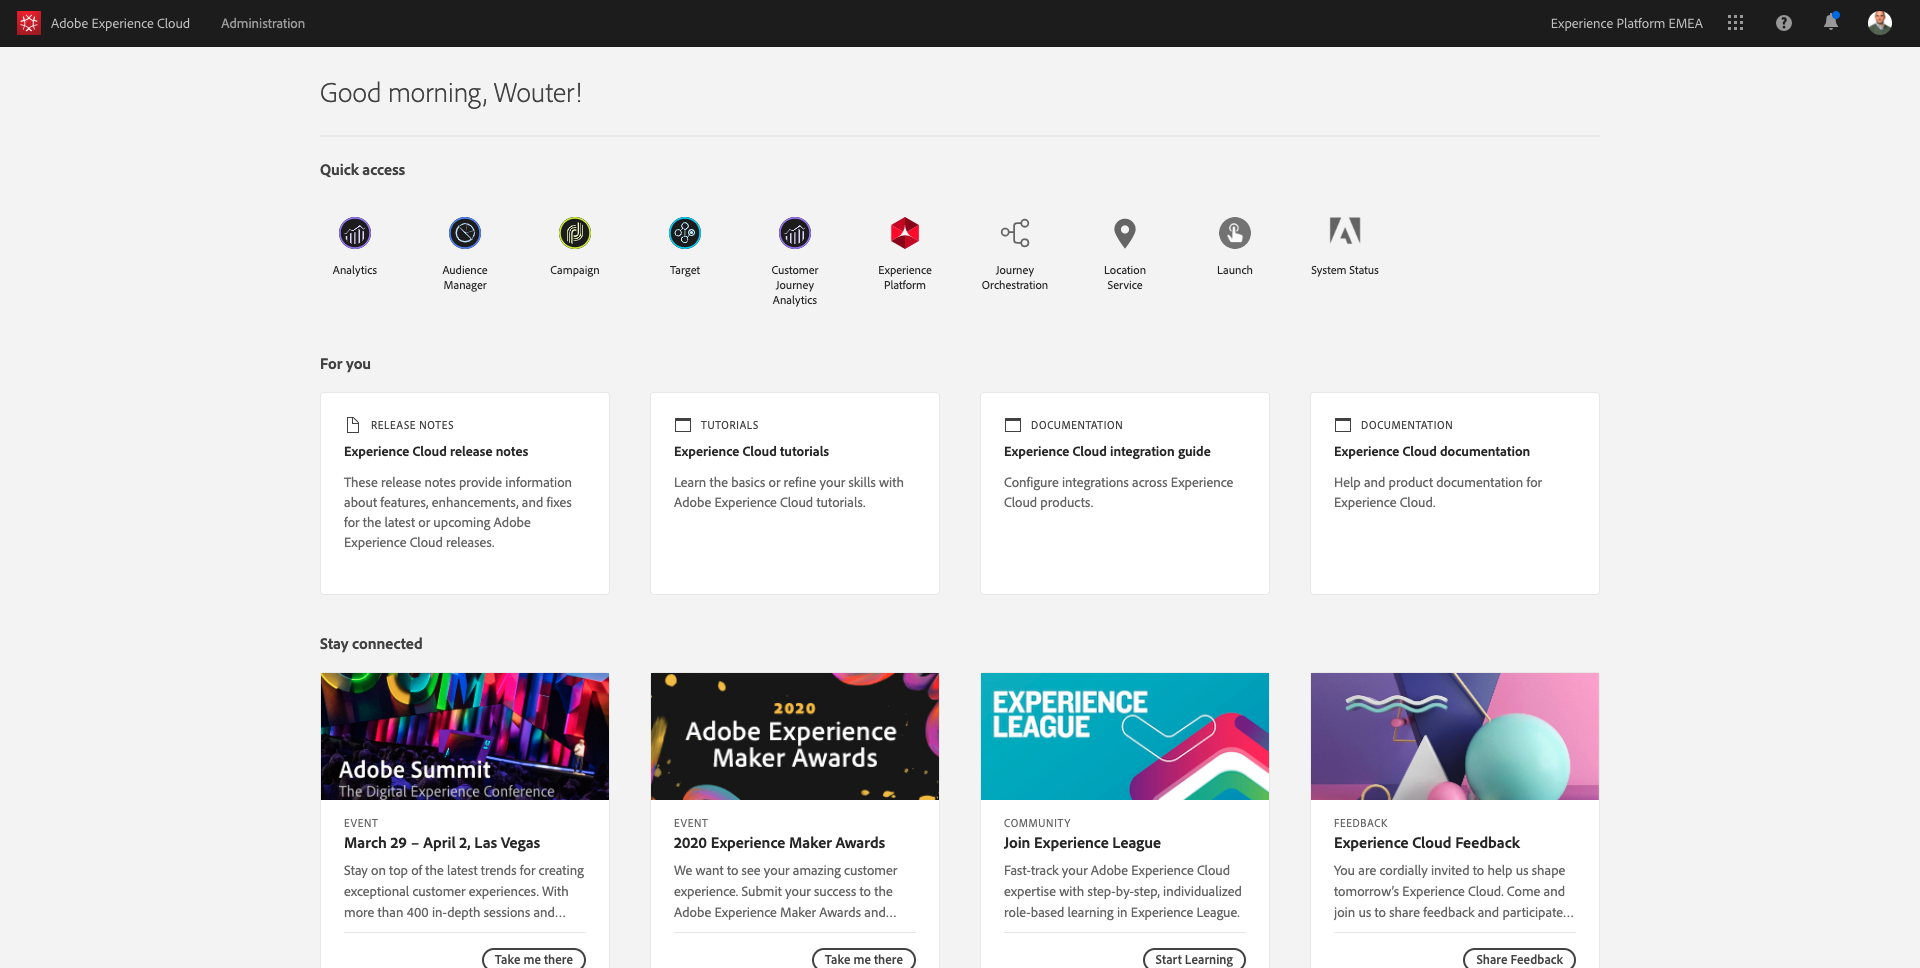 Adobe Experience Cloud
Administration
Experience Platform EMEA
Good morning, Wouter!
Quick access
Analytics
Audience
Manager
Campaign
Target
Customer
Journey
Analytics
Experience
Platform
Journey
Orchestration
Location
Service
Launch
System Status
For you
RELEASE NOTES
Experience Cloud release notes
These release notes provide information
about features, enhancements, and fixes
for the latest or upcoming Adobe
Experience Cloud releases.
TUTORIALS
Experience Cloud tutorials
Learn the basics or refine your skills with
Adobe Experience Cloud tutorials.
DOCUMENTATION
Experience Cloud integration guide
Configure integrations across Experience
Cloud products.
DOCUMENTATION
Experience Cloud documentation
Help and product documentation for
Experience Cloud.
Stay connected
Adobe Summit
The Digital Experience Conference
EVENT
March 29 – April 2, Las Vegas
Stay on top of the latest trends for creating
exceptional customer experiences. With
more than 400 in-depth sessions and...
Take me there
2020
Adobe Experience
Maker Awards
EVENT
2020 Experience Maker Awards
We want to see your amazing customer
experience. Submit your success to the
Adobe Experience Maker Awards and...
Take me there
EXPERIENCE
LEAGUE
COMMUNITY
Join Experience League
Fast-track your Adobe Experience Cloud
expertise with step-by-step, individualized
role-based learning in Experience League.
Start Learning
FEEDBACK
Experience Cloud Feedback
You are cordially invited to help us shape
tomorrow's Experience Cloud. Come and
join us to share feedback and participate...
Share Feedback